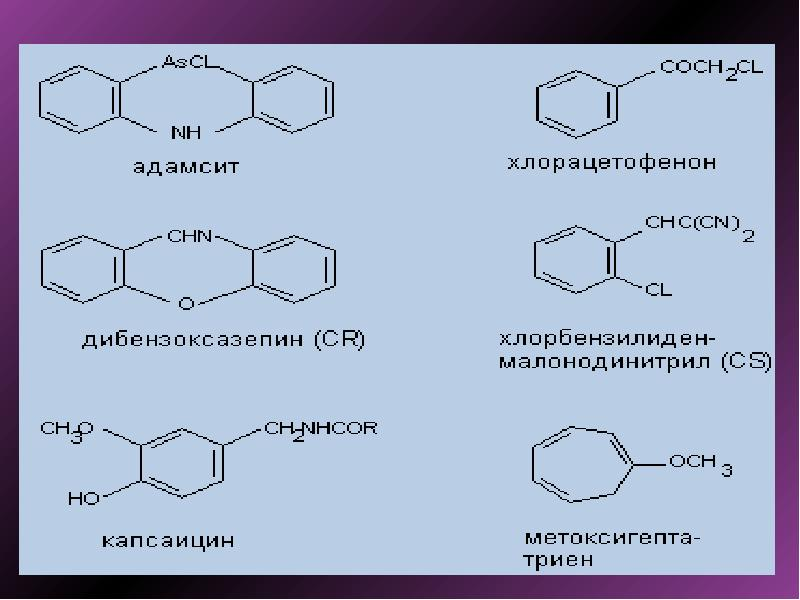 AsCL
NH
адамсит
COCH2CL
хлорацетофенон
CHN
O
дибензоксазепин (CR)
CHC(CN)2
CL
хлорбензилиден-
малонодинитрил (CS)
CH3O
CH2NHCOR
HO
капсаицин
OCH3
метоксигепта-
триен